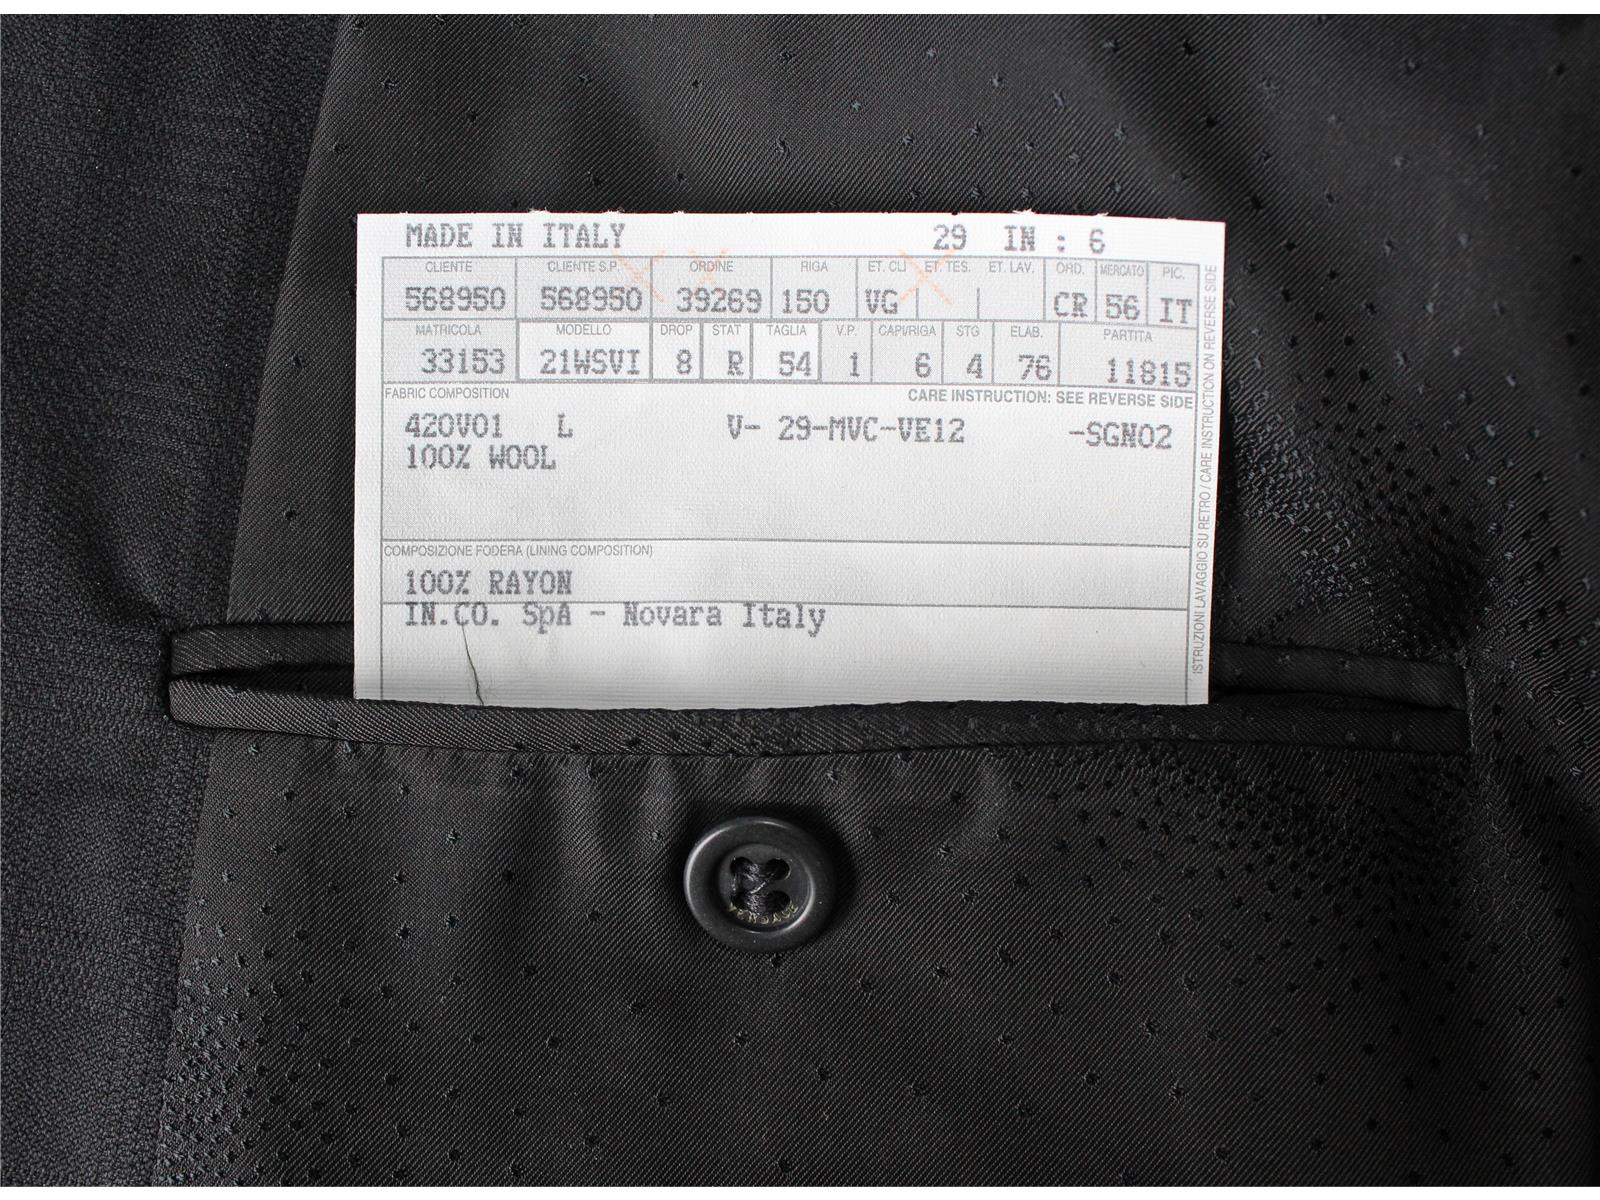 MADE IN ITALY 29 IN : 6
CLIENTE CLIENTE S.P. ORDINE RIGA ET. CLI ET. TES. ET. LAV. ORD. MERCATO PIC.
568950 568950 39269 150 VG CR 56 IT
MATRICOLA MODELLO DROP STAT TAGLIA V.P. CAPI/RIGA STG ELAB. PARTITA
33153 21WSVI 8 R 54 1 6 4 76 11815
FABRIC COMPOSITION CARE INSTRUCTION: SEE REVERSE SIDE
420V01 L V- 29-MVC-VE12 -SGN02
100% WOOL
COMPOSIZIONE FODERA (LINING COMPOSITION)
100% RAYON
IN.CO. SpA - Novara Italy
ISTRUZIONI LAVAGGIO SU RETRO / CARE INSTRUCTION ON REVERSE SIDE
VERSACE